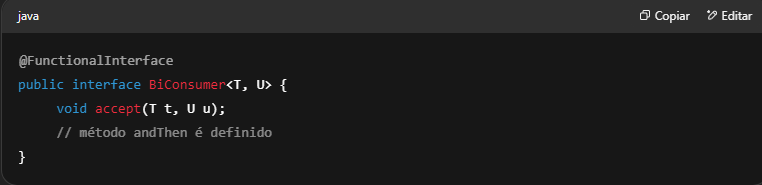 java
Copiar
Editar
@FunctionalInterface
public interface BiConsumer<T, U> {
    void accept(T t, U u);
    // método andThen é definido
}